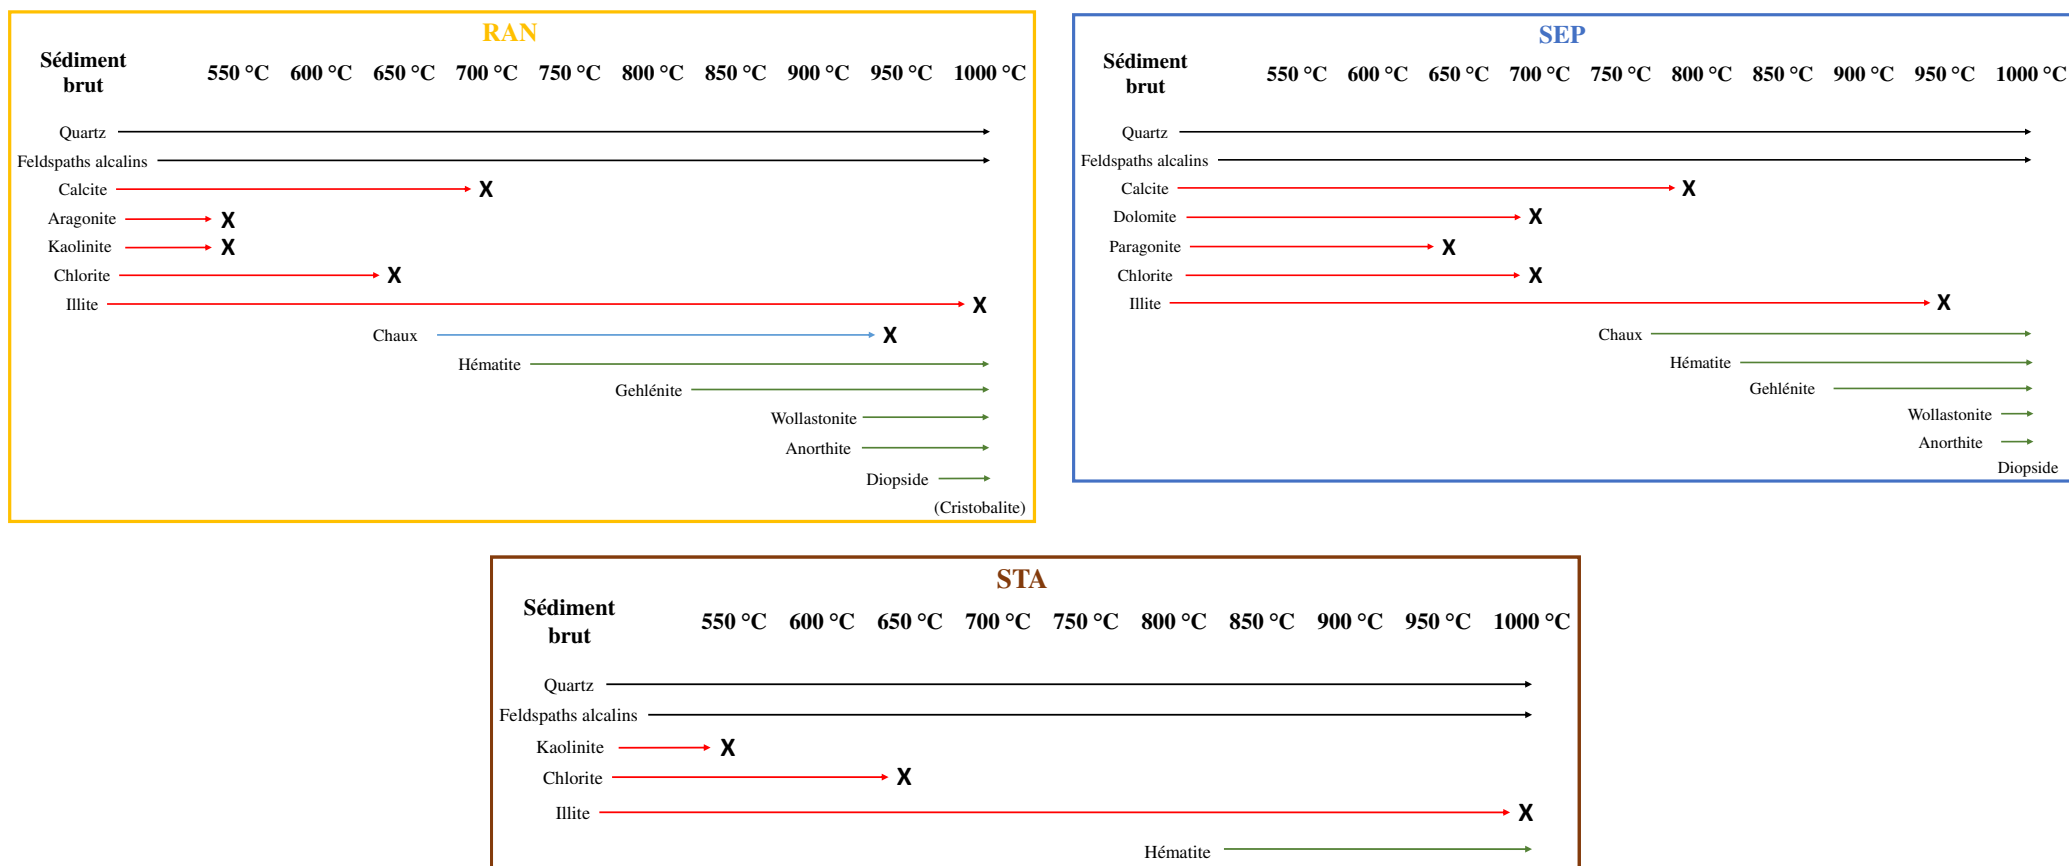 RAN
Sédiment
brut
550 °C 600 °C 650 °C 700 °C 750 °C 800 °C 850 °C 900 °C 950 °C 1000 °C
Quartz
Feldspaths alcalins
Calcite X
Aragonite X
Kaolinite X
Chlorite X
Illite X
Chaux X
Hématite
Gehlénite
Wollastonite
Anorthite
Diopside
(Cristobalite)
SEP
Sédiment
brut
550 °C 600 °C 650 °C 700 °C 750 °C 800 °C 850 °C 900 °C 950 °C 1000 °C
Quartz
Feldspaths alcalins
Calcite X
Dolomite X
Paragonite X
Chlorite X
Illite X
Chaux
Hématite
Gehlénite
Wollastonite
Anorthite
Diopside
STA
Sédiment
brut
550 °C 600 °C 650 °C 700 °C 750 °C 800 °C 850 °C 900 °C 950 °C 1000 °C
Quartz
Feldspaths alcalins
Kaolinite X
Chlorite X
Illite X
Hématite